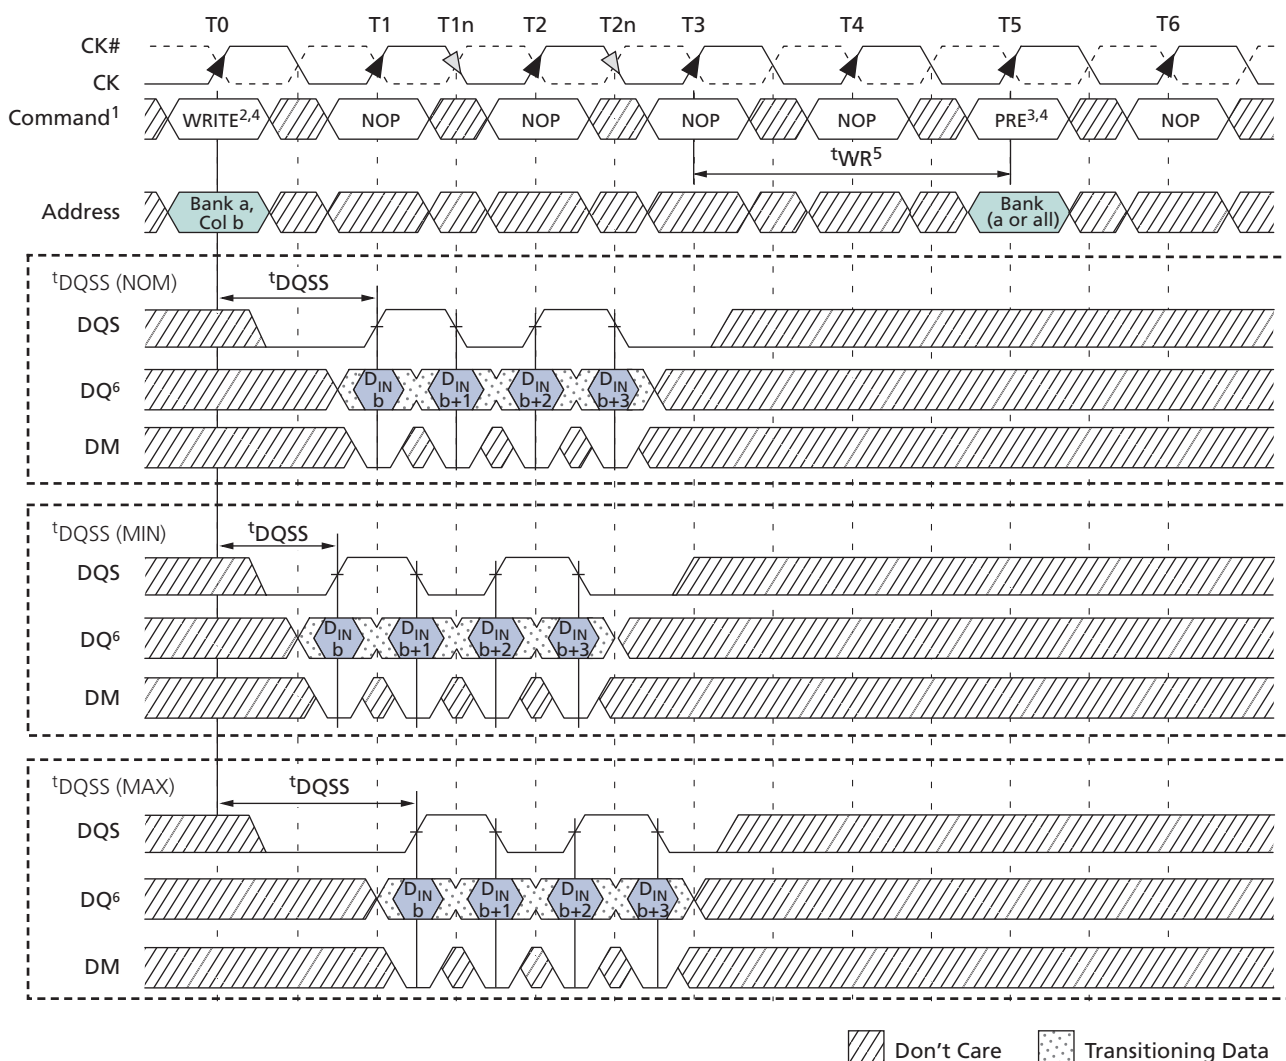 T0 T1 T1n T2 T2n T3 T4 T5 T6
CK#
CK
Command1 WRITE2,4 NOP NOP NOP NOP PRE3,4 NOP
tWR5
Address Bank a, Col b Bank (a or all)
tDQSS (NOM) tDQSS
DQS
DQ6 DIN b DIN b+1 DIN b+2 DIN b+3
DM
tDQSS (MIN) tDQSS
DQS
DQ6 DIN b DIN b+1 DIN b+2 DIN b+3
DM
tDQSS (MAX) tDQSS
DQS
DQ6 DIN b DIN b+1 DIN b+2 DIN b+3
DM
Don't Care Transitioning Data